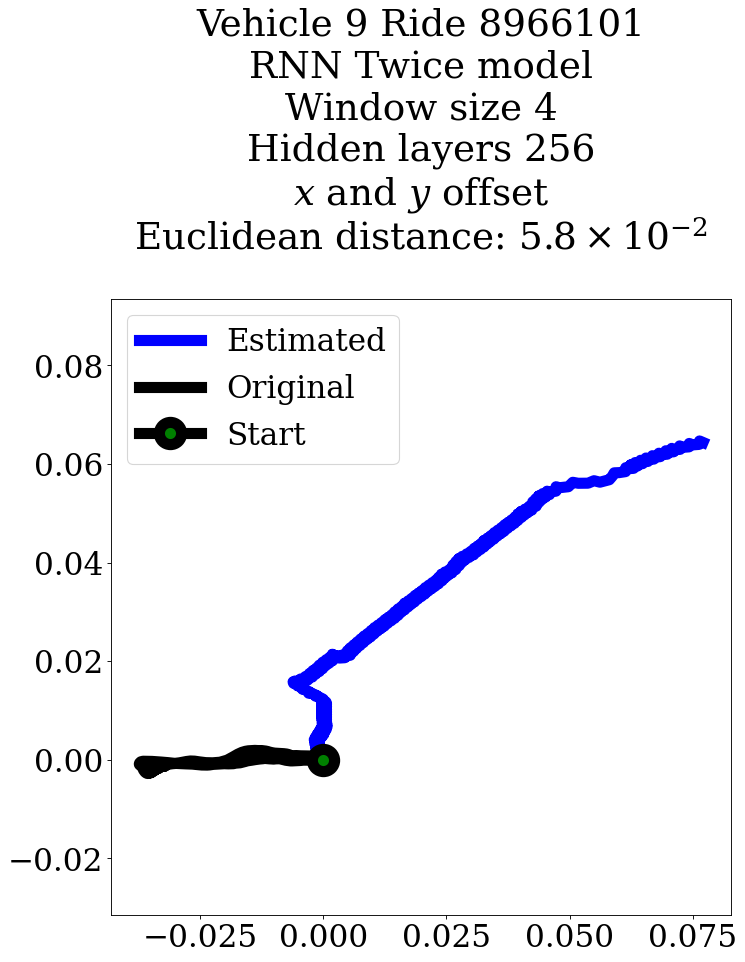 Vehicle 9 Ride 8966101
RNN Twice model
Window size 4
Hidden layers 256
x and y offset
Euclidean distance: 5.8 × 10⁻²
Estimated
Original
Start
0.08
0.06
0.04
0.02
0.00
−0.02
−0.025 0.000 0.025 0.050 0.075